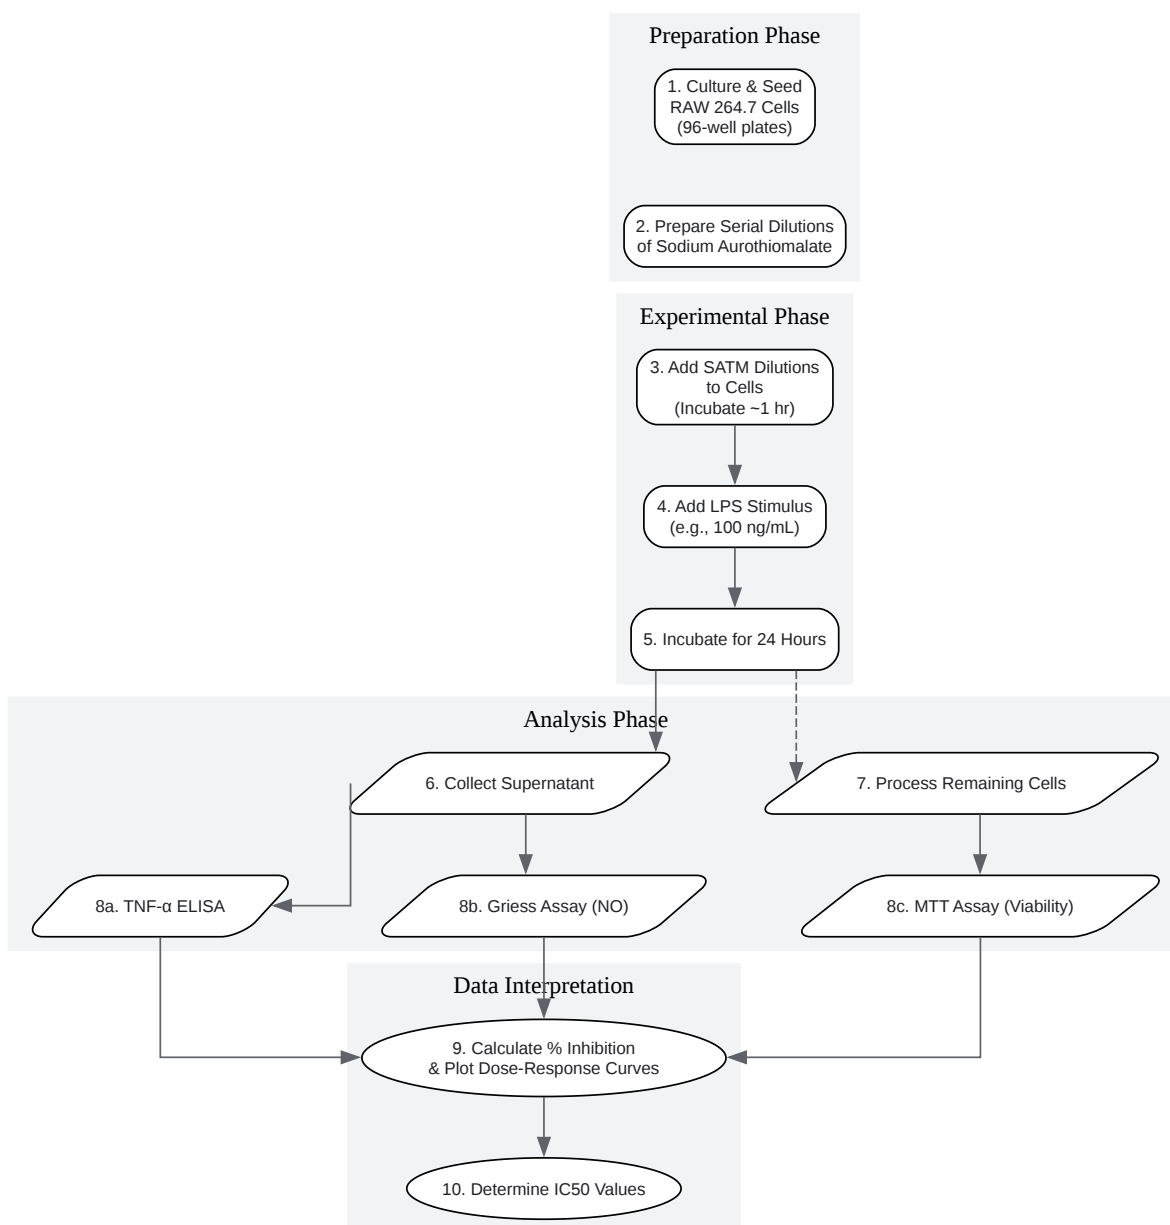 Preparation Phase
1. Culture & Seed
RAW 264.7 Cells
(96-well plates)
2. Prepare Serial Dilutions
of Sodium Aurothiomalate
Experimental Phase
3. Add SATM Dilutions
to Cells
(Incubate ~1 hr)
4. Add LPS Stimulus
(e.g., 100 ng/mL)
5. Incubate for 24 Hours
Analysis Phase
6. Collect Supernatant
7. Process Remaining Cells
8a. TNF-α ELISA
8b. Griess Assay (NO)
8c. MTT Assay (Viability)
Data Interpretation
9. Calculate % Inhibition
& Plot Dose-Response Curves
10. Determine IC50 Values